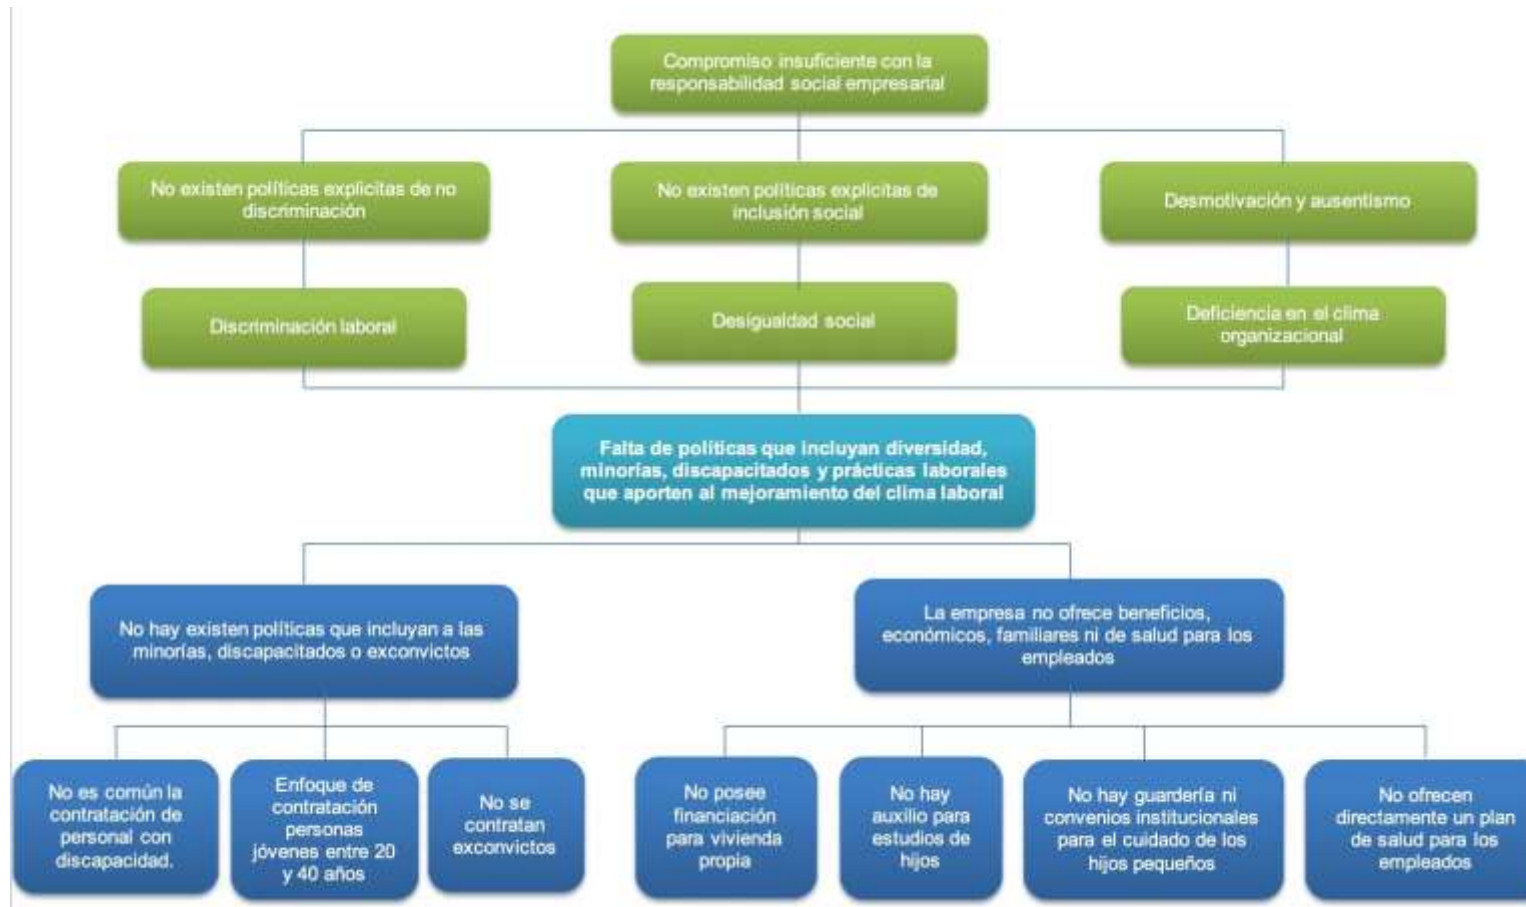 Compromiso insuficiente con la
responsabilidad social empresarial
No existen políticas explicitas de no
discriminación
No existen políticas explicitas de
inclusión social
Desmotivación y ausentismo
Discriminación laboral
Desigualdad social
Deficiencia en el clima
organizacional
Falta de políticas que incluyan diversidad,
minorías, discapacitados y prácticas laborales
que aporten al mejoramiento del clima laboral
No hay existen políticas que incluyan a las
minorías, discapacitados o exconvictos
La empresa no ofrece beneficios,
económicos, familiares ni de salud para los
empleados
No es común la
contratación de
personal con
discapacidad.
Enfoque de
contratación
personas
jóvenes entre 20
y 40 años
No se
contratan
exconvictos
No posee
financiación
para vivienda
propia
No hay
auxilio para
estudios de
hijos
No hay guardería ni
convenios institucionales
para el cuidado de los
hijos pequeños
No ofrecen
directamente un plan
de salud para los
empleados